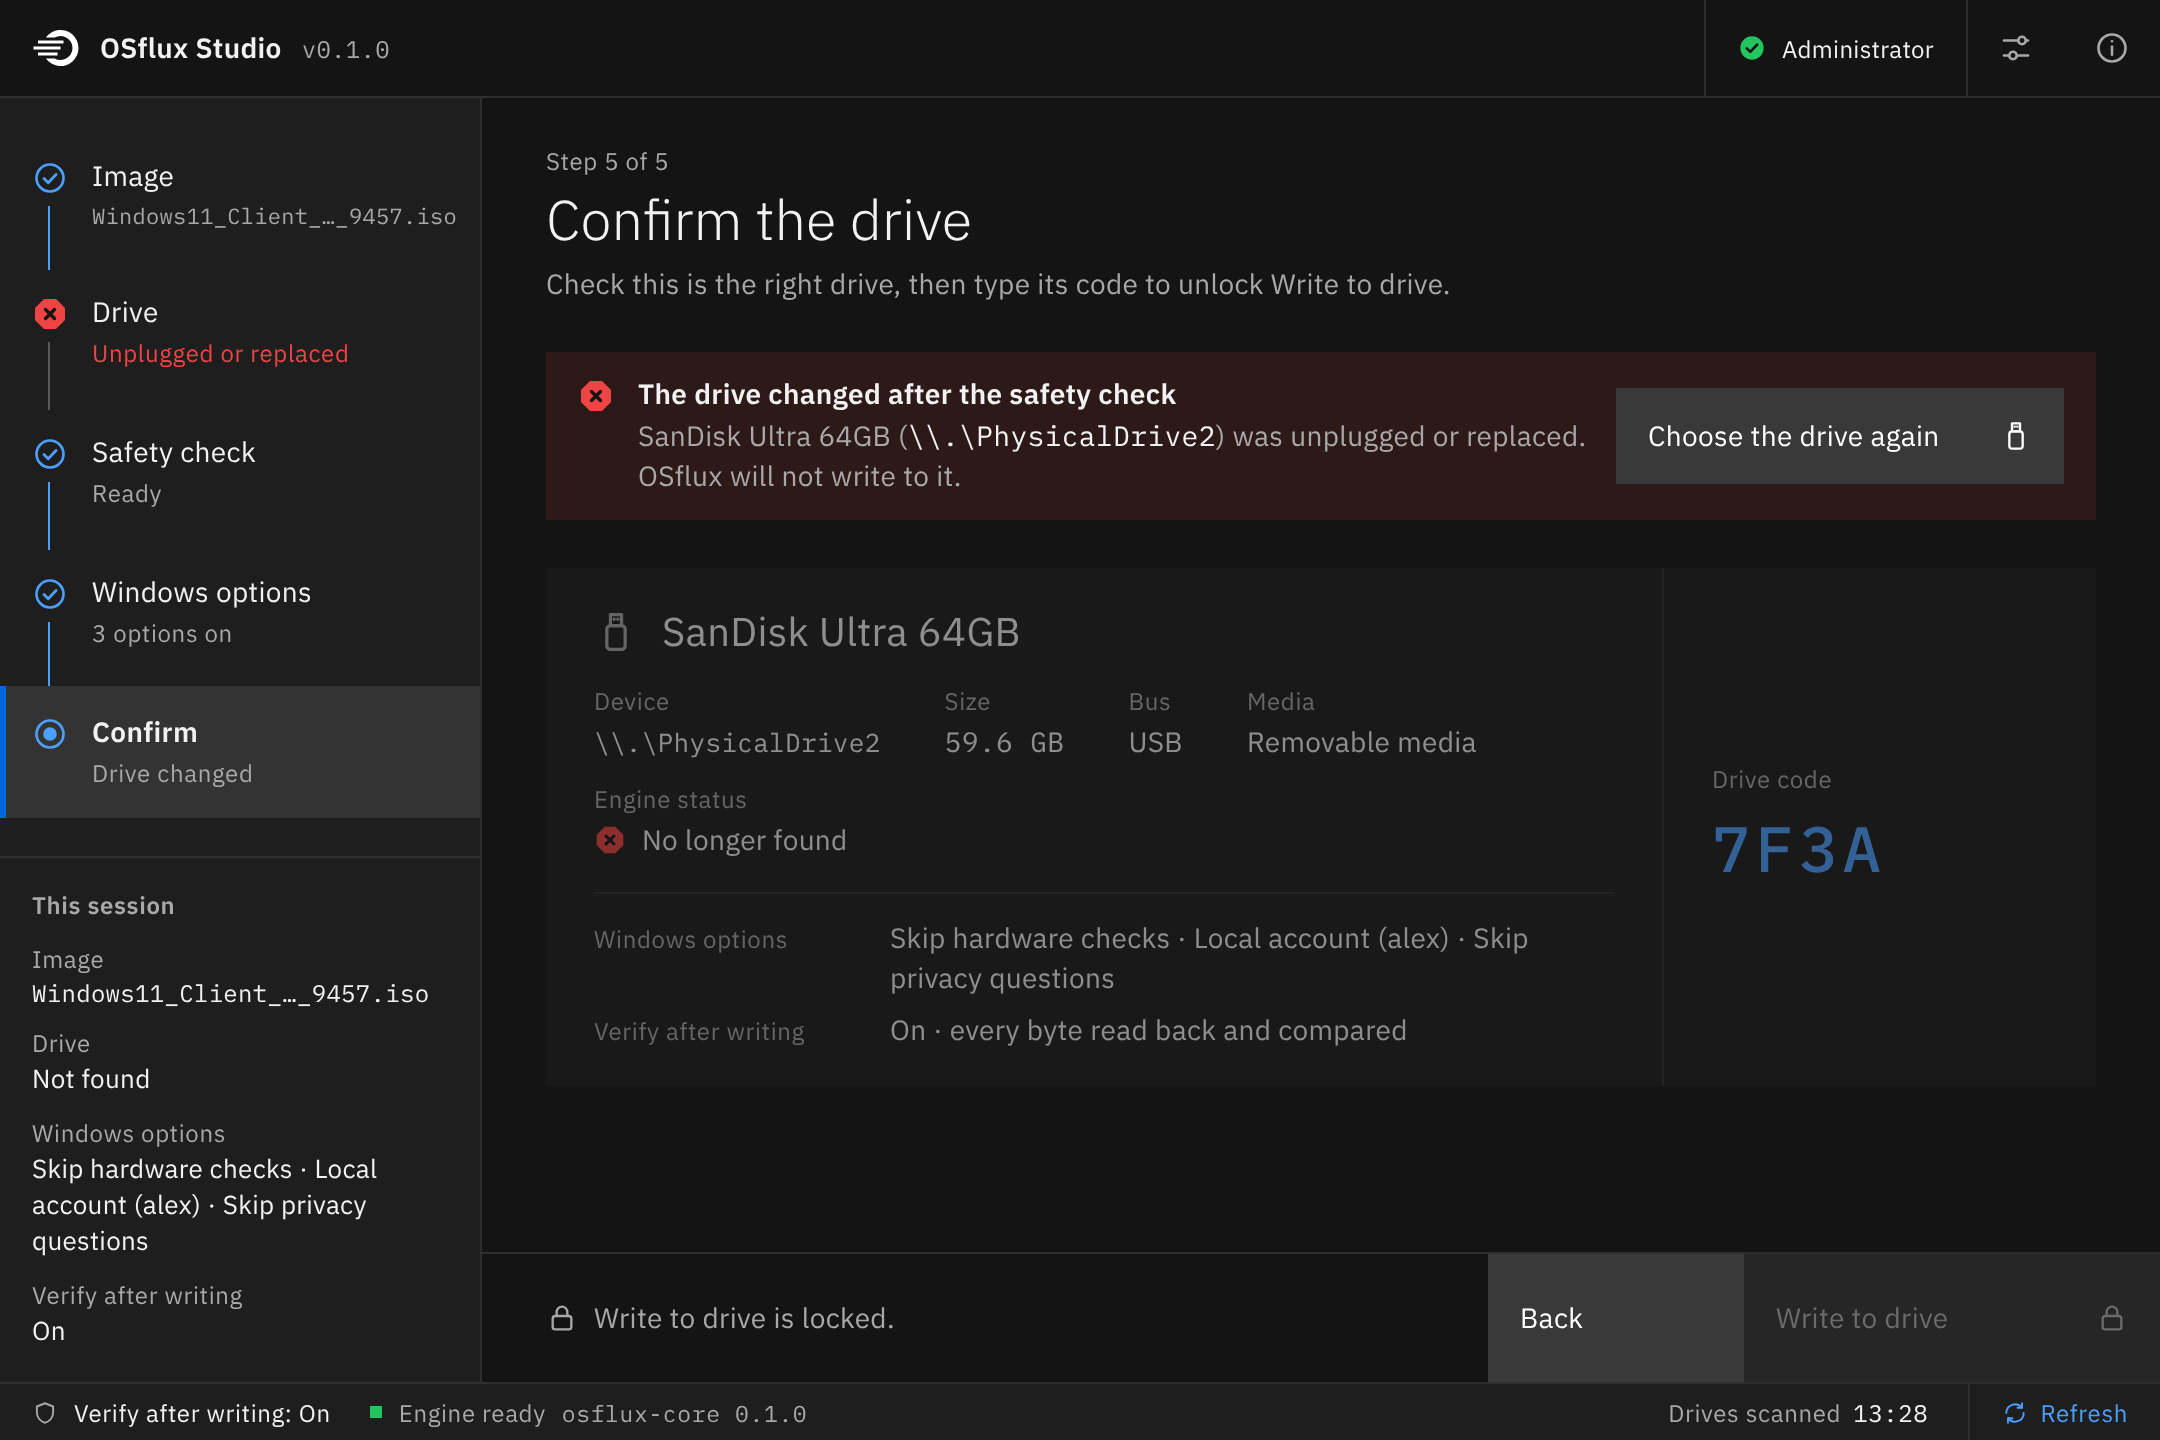 OSflux Studio v0.1.0
Administrator
Image
Windows11_Client_…_9457.iso
Drive
Unplugged or replaced
Safety check
Ready
Windows options
3 options on
Confirm
Drive changed
This session
Image
Windows11_Client_…_9457.iso
Drive
Not found
Windows options
Skip hardware checks · Local
account (alex) · Skip privacy
questions
Verify after writing
On
Step 5 of 5
Confirm the drive
Check this is the right drive, then type its code to unlock Write to drive.
The drive changed after the safety check
SanDisk Ultra 64GB (\\.\PhysicalDrive2) was unplugged or replaced.
OSflux will not write to it.
Choose the drive again
SanDisk Ultra 64GB
Device Size Bus Media
\\.\PhysicalDrive2 59.6 GB USB Removable media
Engine status
No longer found
Windows options Skip hardware checks · Local account (alex) · Skip
privacy questions
Verify after writing On · every byte read back and compared
Drive code
7F3A
Write to drive is locked.
Back
Write to drive
Verify after writing: On Engine ready osflux-core 0.1.0 Drives scanned 13:28 Refresh